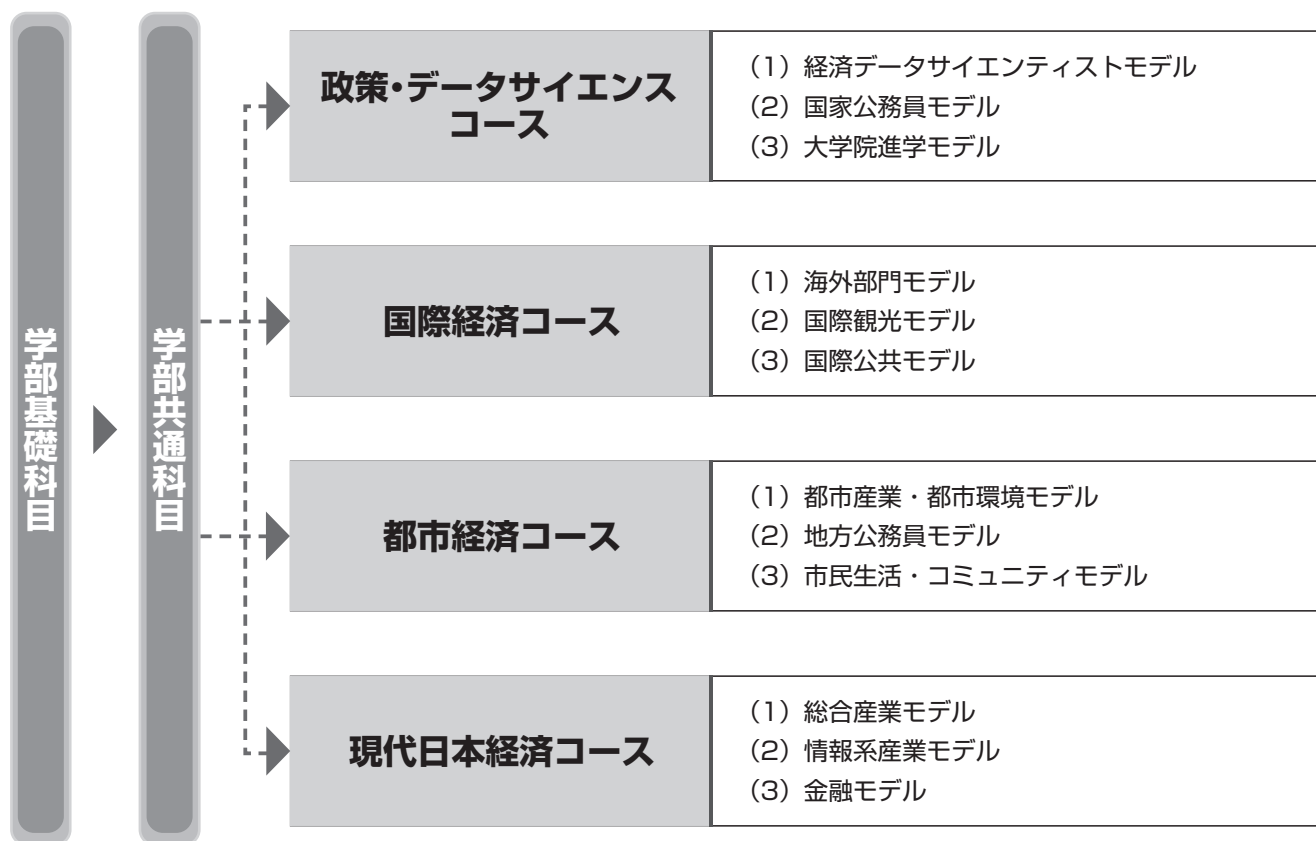 学部基礎科目
学部共通科目
政策・データサイエンス
コース
(1) 経済データサイエンティストモデル
(2) 国家公務員モデル
(3) 大学院進学モデル
国際経済コース
(1) 海外部門モデル
(2) 国際観光モデル
(3) 国際公共モデル
都市経済コース
(1) 都市産業・都市環境モデル
(2) 地方公務員モデル
(3) 市民生活・コミュニティモデル
現代日本経済コース
(1) 総合産業モデル
(2) 情報系産業モデル
(3) 金融モデル